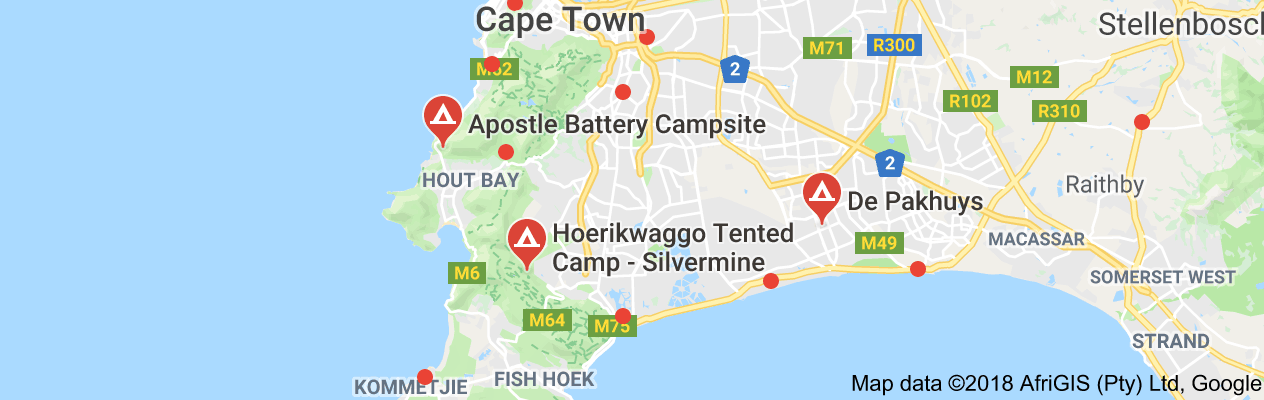 Cape Town
Stellenbosch
M71
R300
2
M62
M12
R102
R310
Apostle Battery Campsite
2
HOUT BAY
Raithby
De Pakhuys
Hoerikwaggo Tented
Camp - Silvermine
M49
MACASSAR
M6
SOMERSET WEST
M64
M75
STRAND
FISH HOEK
KOMMETJIE
Map data ©2018 AfriGIS (Pty) Ltd, Google